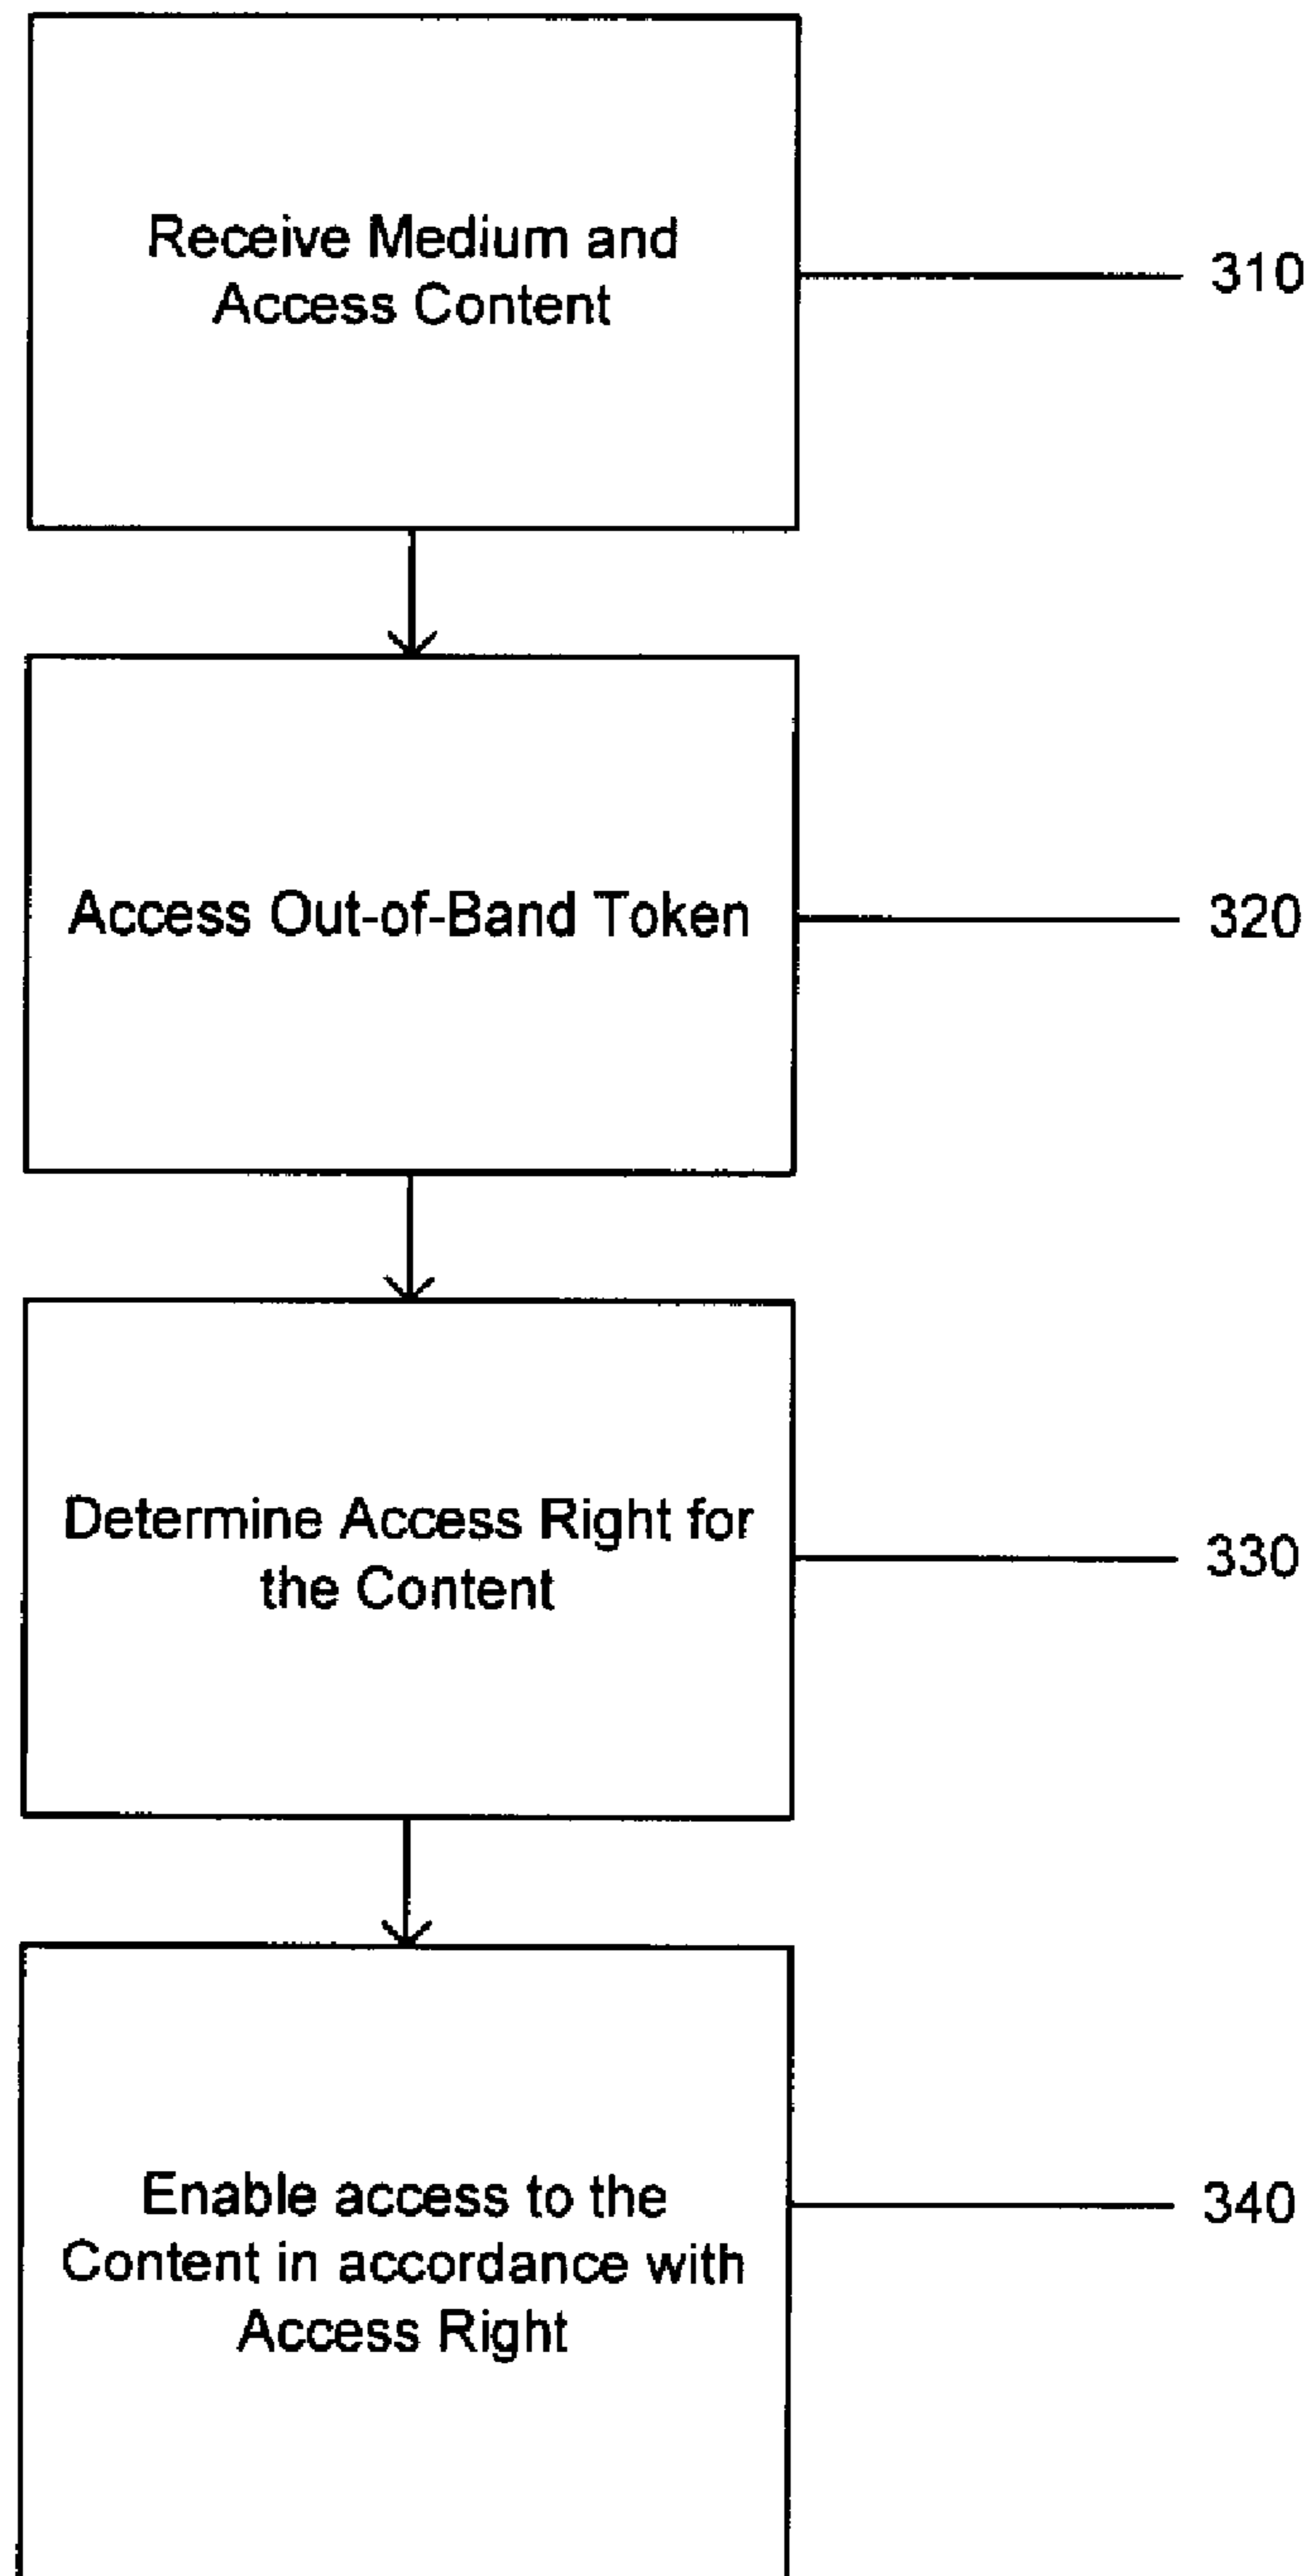 Receive Medium and
Access Content
310
Access Out-of-Band Token
320
Determine Access Right for
the Content
330
Enable access to the
Content in accordance with
Access Right
340